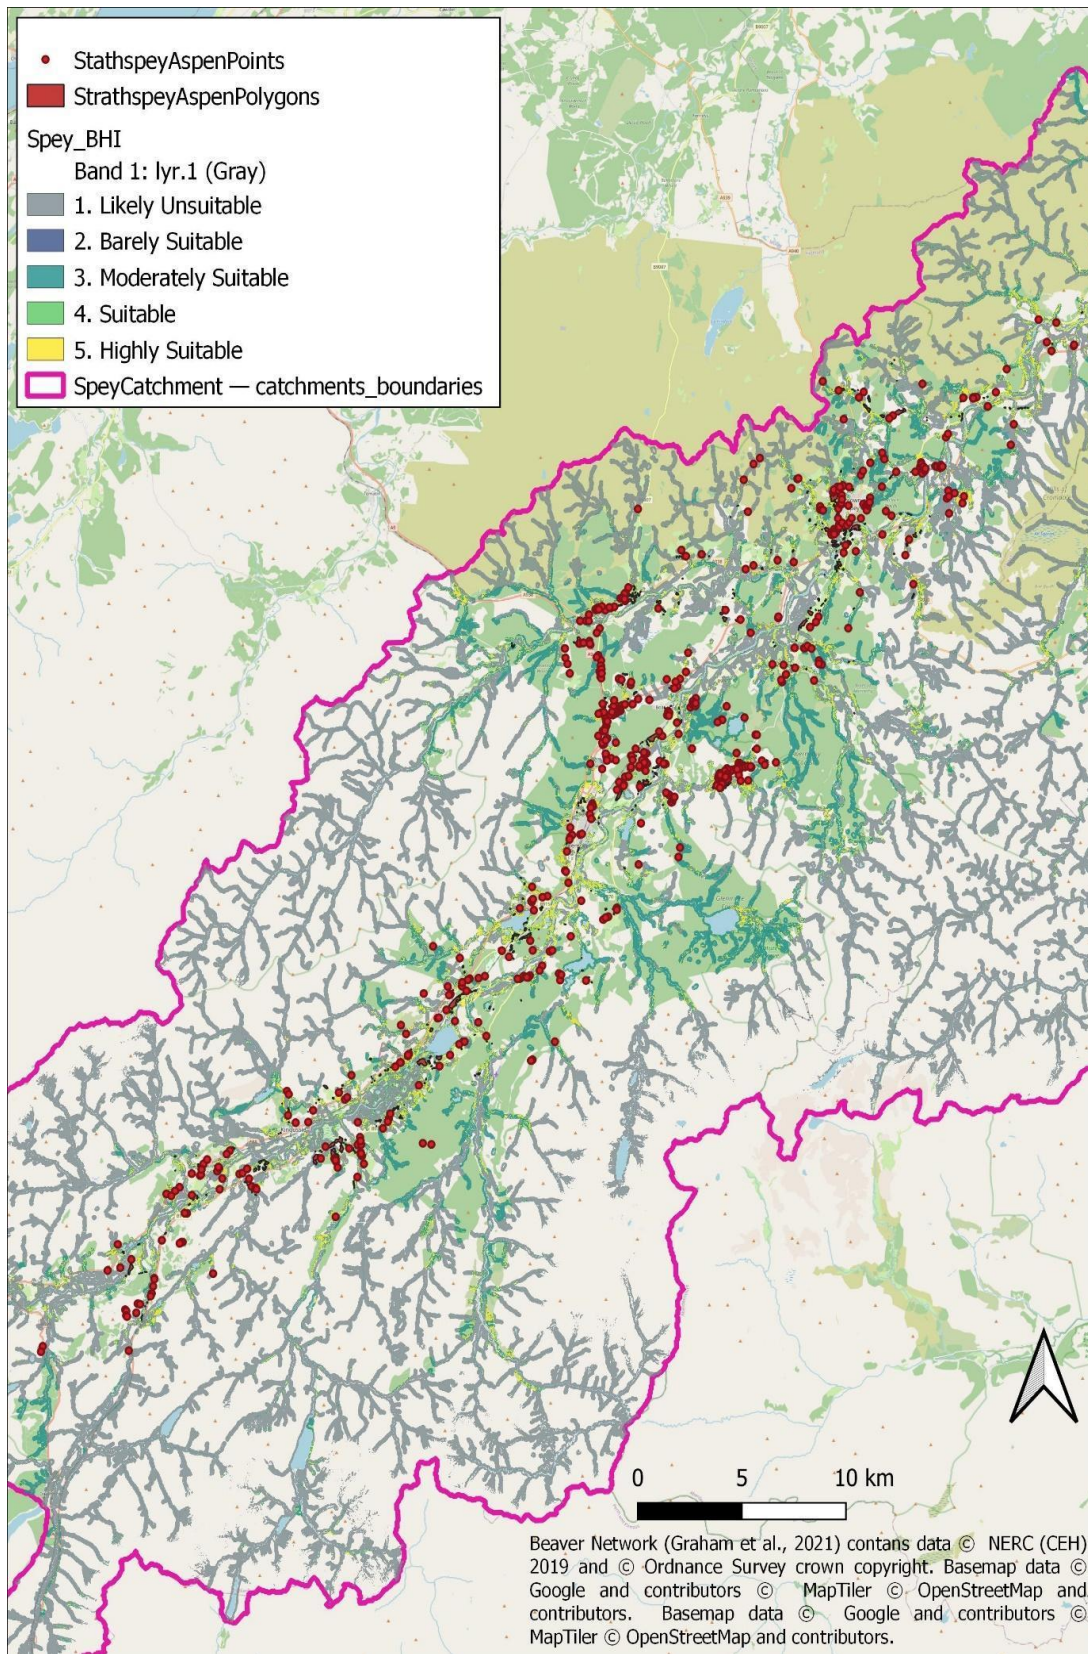 StathspeyAspenPoints
StrathspeyAspenPolygons
Spey_BHI
Band 1: lyr.1 (Gray)
1. Likely Unsuitable
2. Barely Suitable
3. Moderately Suitable
4. Suitable
5. Highly Suitable
SpeyCatchment — catchments_boundaries
0 5 10 km
Beaver Network (Graham et al., 2021) contans data © NERC (CEH)
2019 and © Ordnance Survey crown copyright. Basemap data ©
Google and contributors © MapTiler © OpenStreetMap and
contributors. Basemap data © Google and contributors ©
MapTiler © OpenStreetMap and contributors.